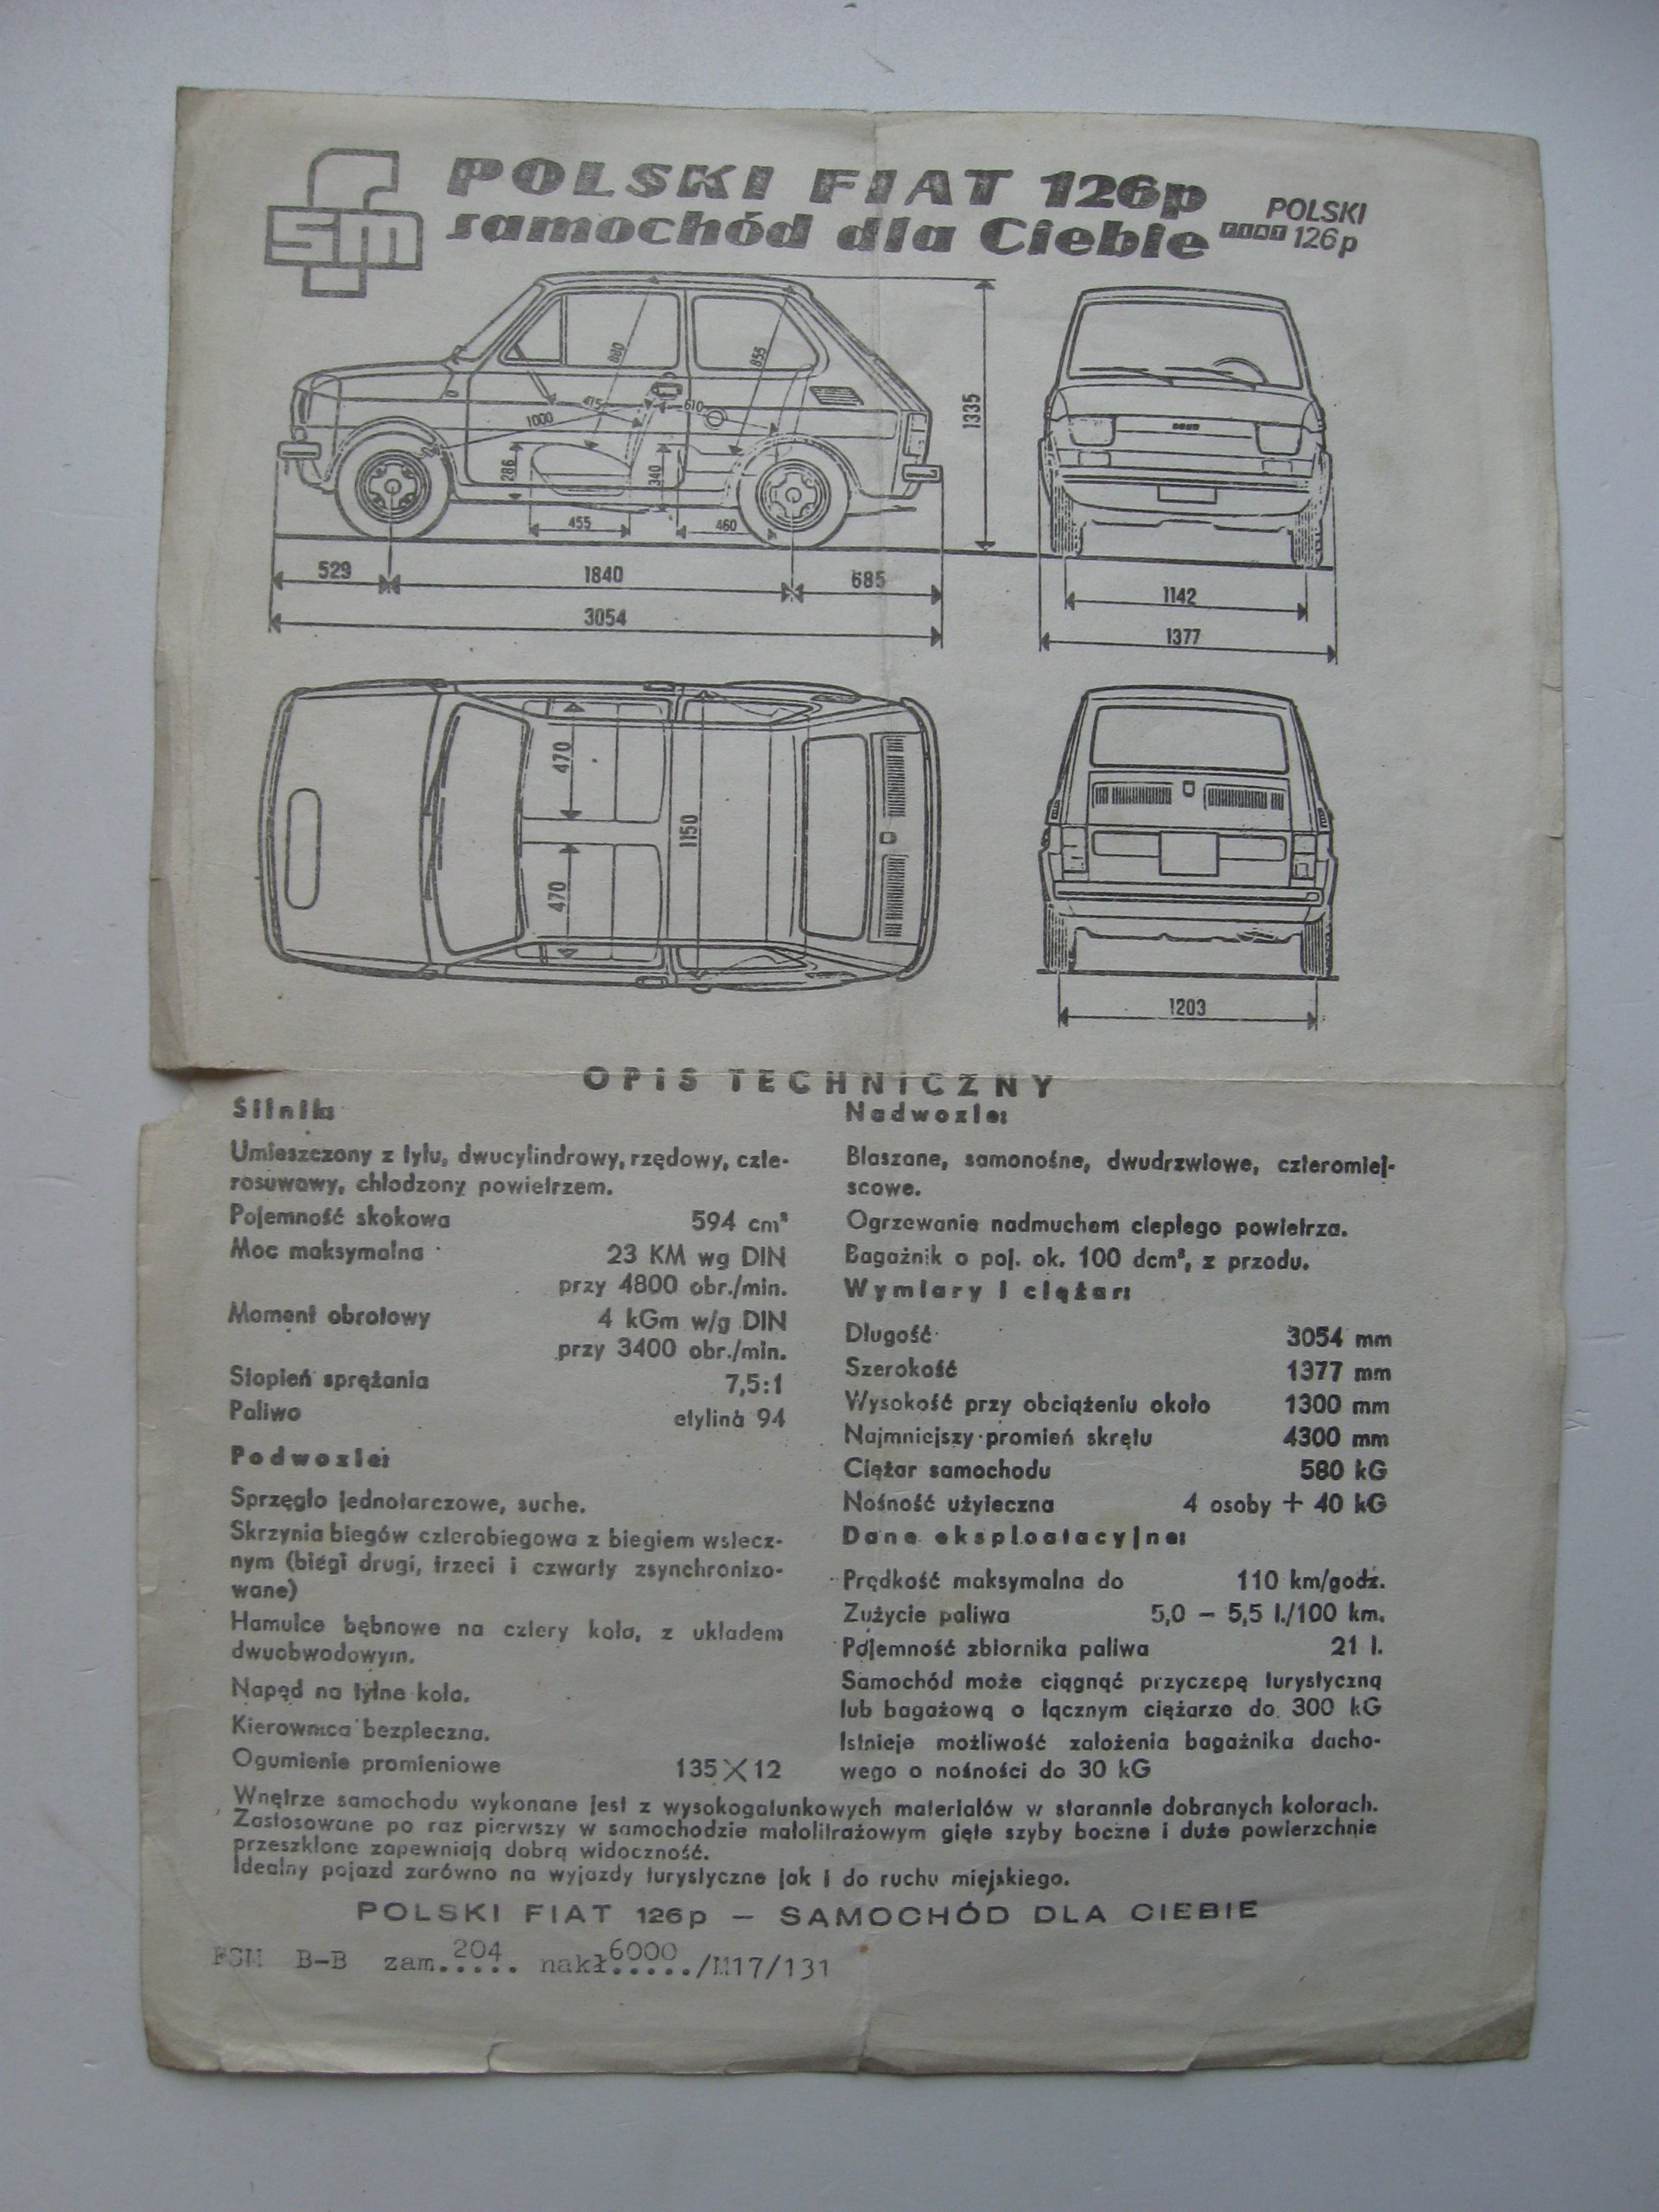 fsm
POLSKI FIAT 126p
samochód dla Ciebie
POLSKI
FIAT 126p
880
855
415
610
1000
286
340
455
460
1335
529
1840
685
3054
1142
1377
470
1150
470
1203
OPIS TECHNICZNY
Silnik:
Umieszczony z tyłu, dwucylindrowy, rzędowy, czte-
rosuwowy, chłodzony powietrzem.
Pojemność skokowa 594 cm³
Moc maksymalna 23 KM wg DIN
przy 4800 obr./min.
Moment obrotowy 4 kGm w/g DIN
przy 3400 obr./min.
Stopień sprężania 7,5:1
Paliwo etylina 94
Podwozie:
Sprzęgło jednotarczowe, suche.
Skrzynia biegów czterobiegowa z biegiem wstecz-
nym (biegi drugi, trzeci i czwarty zsynchronizo-
wane)
Hamulce bębnowe na cztery koła, z układem
dwuobwodowym.
Napęd na tylne koła.
Kierownica bezpieczna.
Ogumienie promieniowe 135 X 12
Nadwozie:
Blaszane, samonośne, dwudrzwiowe, czteromiej-
scowe.
Ogrzewanie nadmuchem ciepłego powietrza.
Bagażnik o poj. ok. 100 dcm³, z przodu.
Wymiary i ciężar:
Długość 3054 mm
Szerokość 1377 mm
Wysokość przy obciążeniu około 1300 mm
Najmniejszy promień skrętu 4300 mm
Ciężar samochodu 580 kG
Nośność użyteczna 4 osoby + 40 kG
Dane eksploatacyjne:
Prędkość maksymalna do 110 km/godz.
Zużycie paliwa 5,0 – 5,5 l./100 km.
Pojemność zbiornika paliwa 21 l.
Samochód może ciągnąć przyczepę turystyczną
lub bagażową o łącznym ciężarze do 300 kG
Istnieje możliwość założenia bagażnika dacho-
wego o nośności do 30 kG
Wnętrze samochodu wykonane jest z wysokogatunkowych materiałów w starannie dobranych kolorach.
Zastosowane po raz pierwszy w samochodzie małolitrażowym gięte szyby boczne i duże powierzchnie
przeszklone zapewniają dobrą widoczność.
Idealny pojazd zarówno na wyjazdy turystyczne jak i do ruchu miejskiego.
POLSKI FIAT 126p – SAMOCHÓD DLA CIEBIE
FSM B-B zam.204.. nakł.6000../M17/131